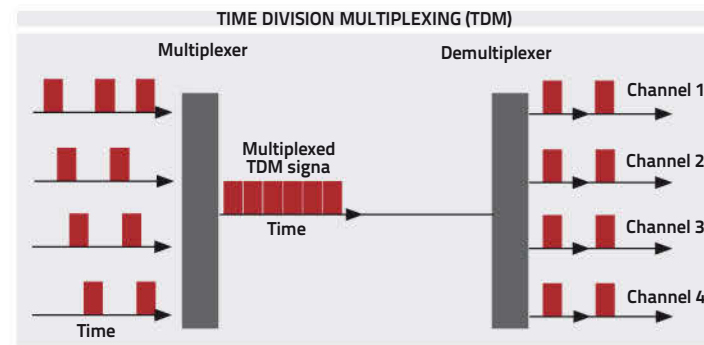 TIME DIVISION MULTIPLEXING (TDM)
Multiplexer
Demultiplexer
Channel 1
Multiplexed
TDM signa
Channel 2
Time
Channel 3
Channel 4
Time